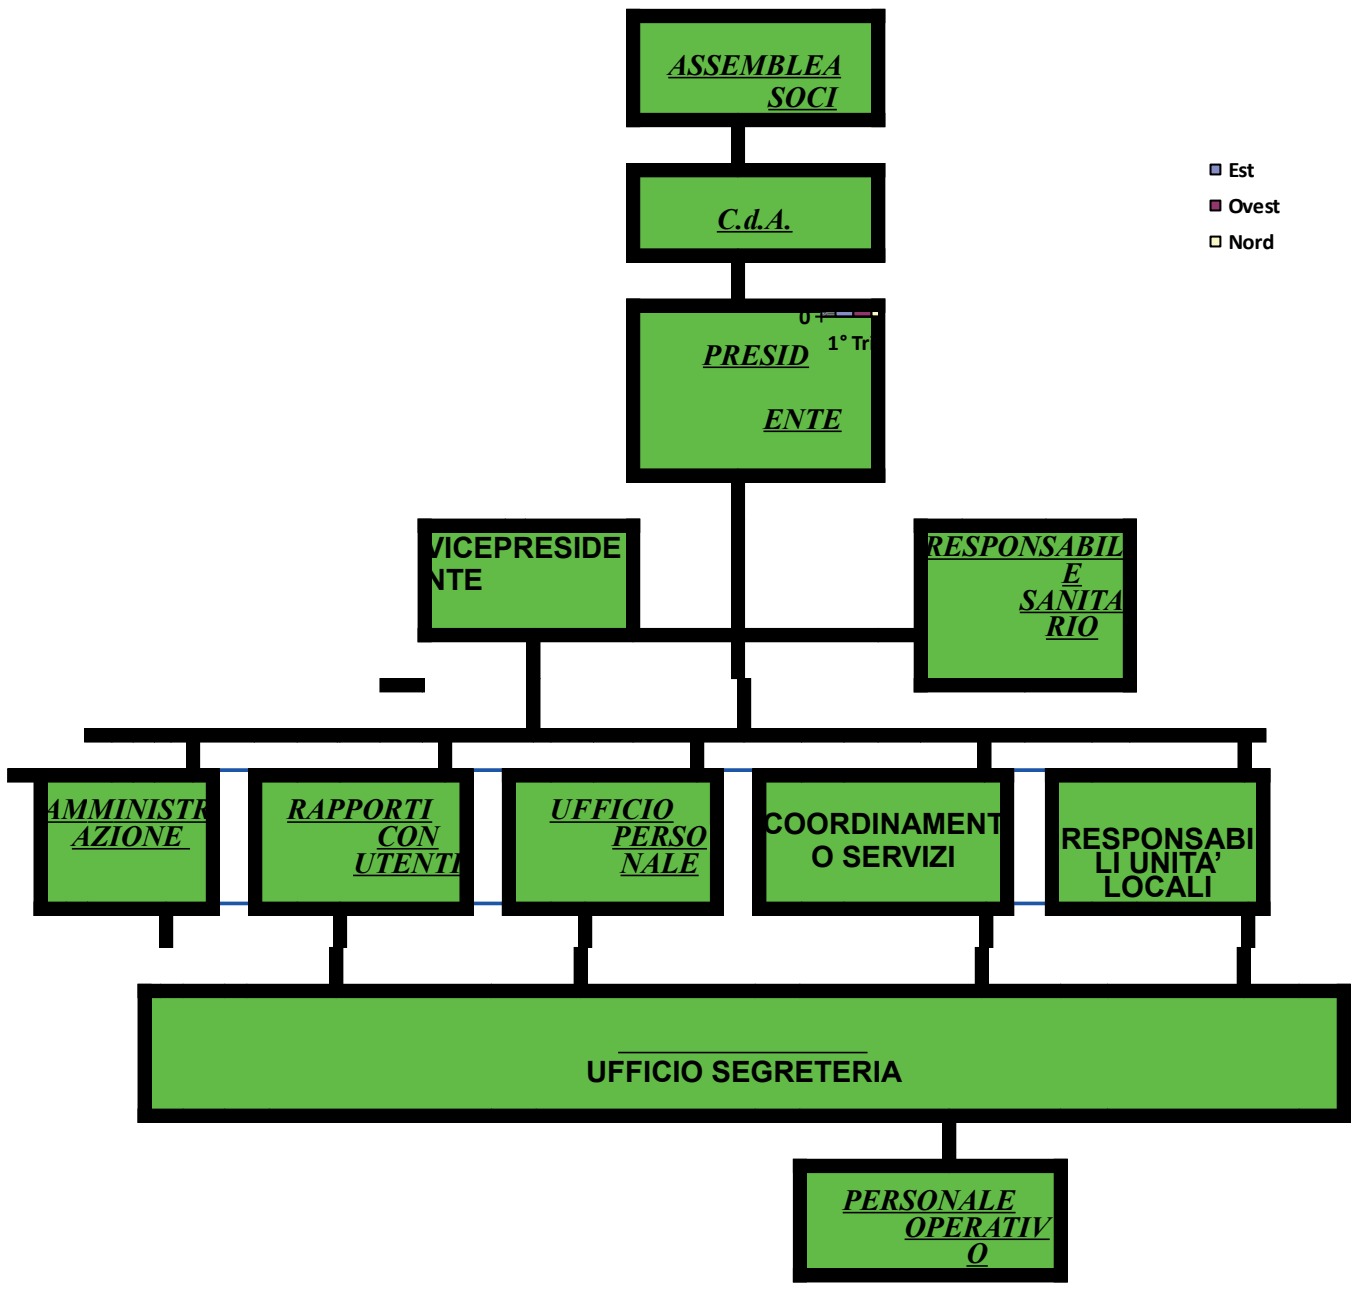 ASSEMBLEA
SOCI
Est
Ovest
Nord
C.d.A.
0
1° Tri
PRESID
ENTE
VICEPRESIDE
NTE
RESPONSABIL
E
SANITA
RIO
AMMINISTR
AZIONE
RAPPORTI
CON
UTENTI
UFFICIO
PERSO
NALE
COORDINAMENT
O SERVIZI
RESPONSABI
LI UNITA’
LOCALI
UFFICIO SEGRETERIA
PERSONALE
OPERATIV
O